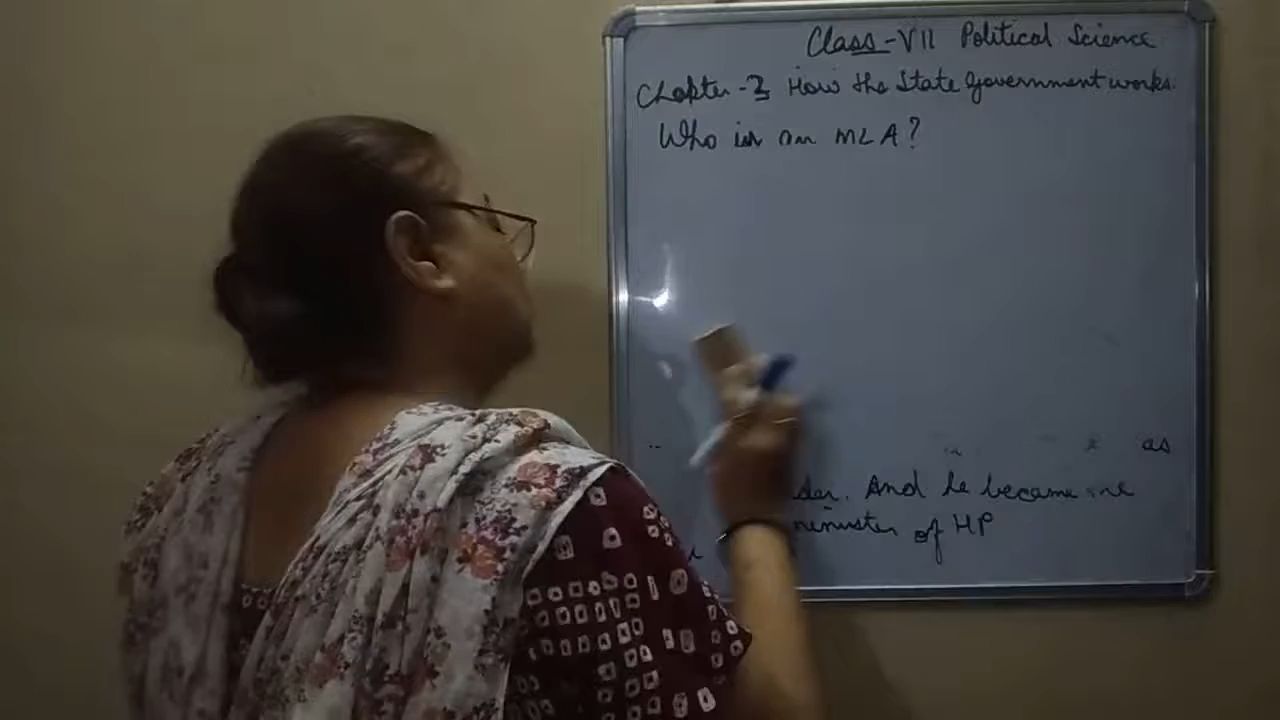 Class-VII Political Science
Chapter-3 How the State Government works.
Who is an MLA?
as
And he became
minister of HP